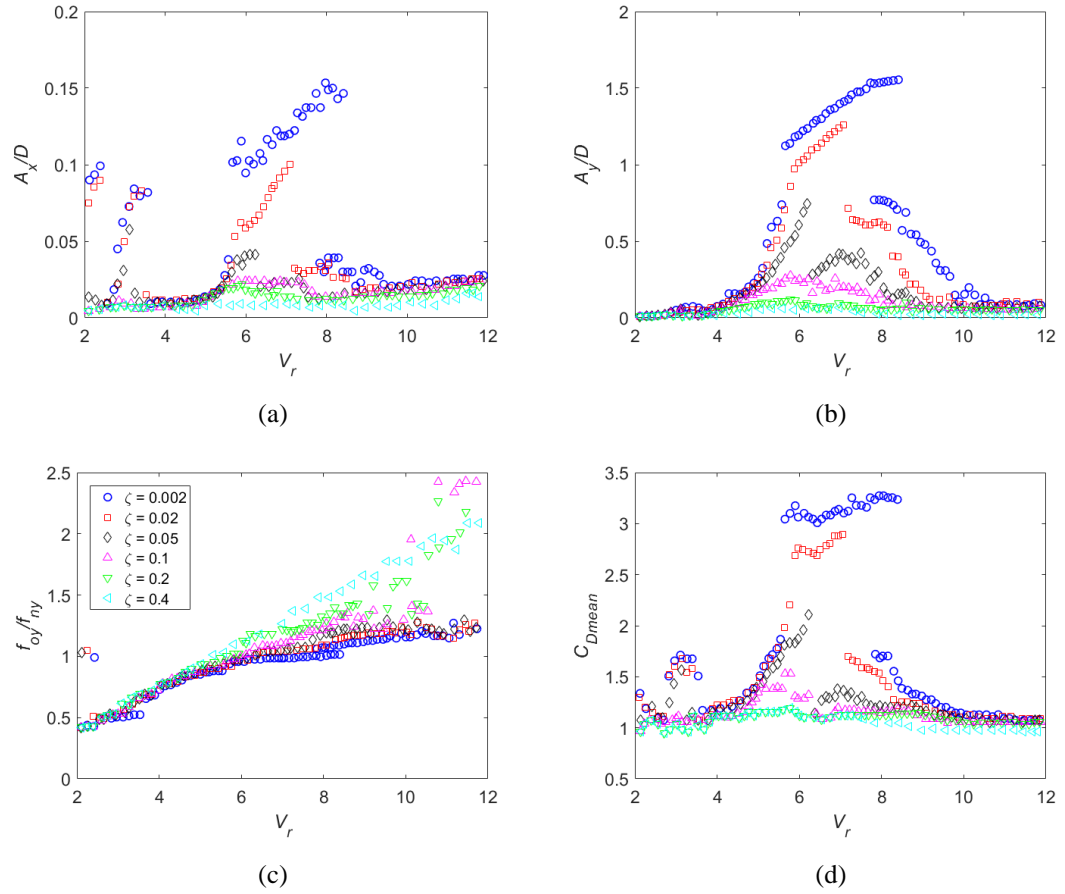 0.2
0.15
0.1
0.05
0
A_x/D
2 4 6 8 10 12
V_r
(a)
2
1.5
1
0.5
0
A_y/D
2 4 6 8 10 12
V_r
(b)
2.5
2
1.5
1
0.5
0
f_oy/f_ny
ζ = 0.002
ζ = 0.02
ζ = 0.05
ζ = 0.1
ζ = 0.2
ζ = 0.4
2 4 6 8 10 12
V_r
(c)
3.5
3
2.5
2
1.5
1
0.5
C_Dmean
2 4 6 8 10 12
V_r
(d)